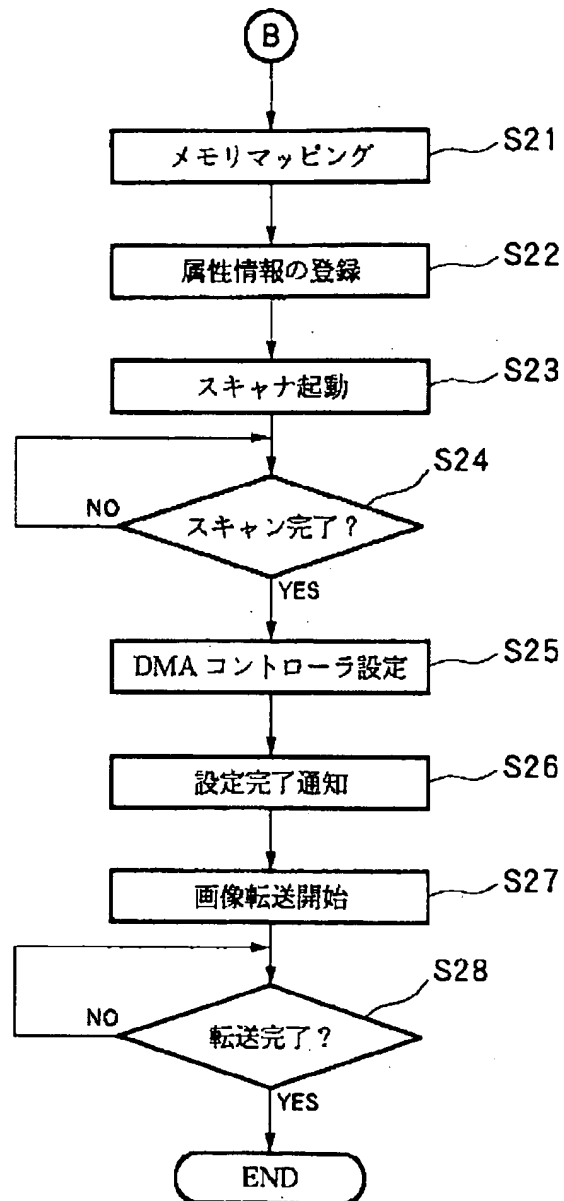 B
メモリマッピング
S21
属性情報の登録
S22
スキャナ起動
S23
S24
NO
スキャン完了?
YES
DMA コントローラ設定
S25
設定完了通知
S26
画像転送開始
S27
S28
NO
転送完了?
YES
END